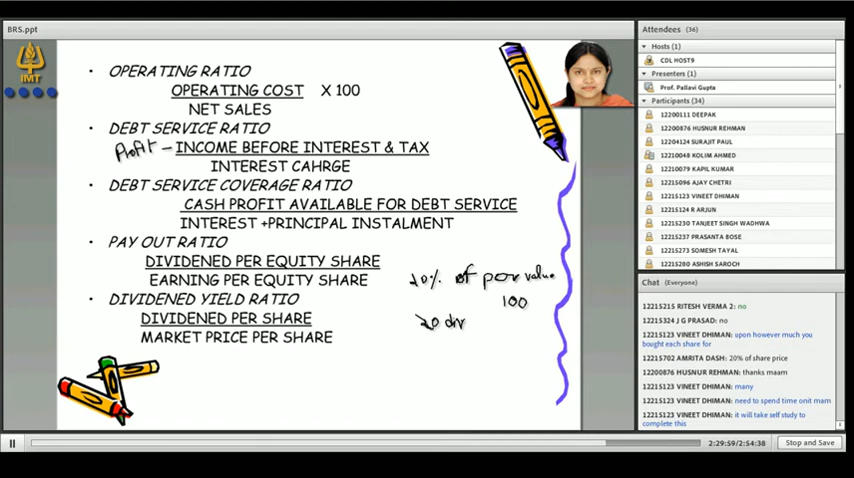 BRS.ppt
IMT
• OPERATING RATIO
OPERATING COST X 100
NET SALES
• DEBT SERVICE RATIO
Profit – INCOME BEFORE INTEREST & TAX
INTEREST CAHRGE
• DEBT SERVICE COVERAGE RATIO
CASH PROFIT AVAILABLE FOR DEBT SERVICE
INTEREST +PRINCIPAL INSTALMENT
• PAY OUT RATIO
DIVIDENED PER EQUITY SHARE
EARNING PER EQUITY SHARE
20% of par value
100
• DIVIDENED YIELD RATIO
DIVIDENED PER SHARE
20 div
MARKET PRICE PER SHARE
Attendees (36)
Hosts (1)
CDL HOST9
Presenters (1)
Prof. Pallavi Gupta
Participants (34)
12200111 DEEPAK
12200876 HUSNUR REHMAN
12204124 SURAJIT PAUL
12210048 KOLIM AHMED
12210079 KAPIL KUMAR
12215096 AJAY CHETRI
12215123 VINEET DHIMAN
12215124 R ARJUN
12215230 TANJEET SINGH WADHWA
12215237 PRASANTA BOSE
12215273 SOMESH TAYAL
12215280 ASHISH SAROCH
Chat (Everyone)
12215215 RITESH VERMA 2: no
12215324 J G PRASAD: no
12215123 VINEET DHIMAN: upon however much you
bought each share for
12215702 AMRITA DASH: 20% of share price
12200876 HUSNUR REHMAN: thanks maam
12215123 VINEET DHIMAN: many
12215123 VINEET DHIMAN: need to spend time onit mam
12215123 VINEET DHIMAN: it will take self study to
complete this
2:29:59/2:54:38
Stop and Save